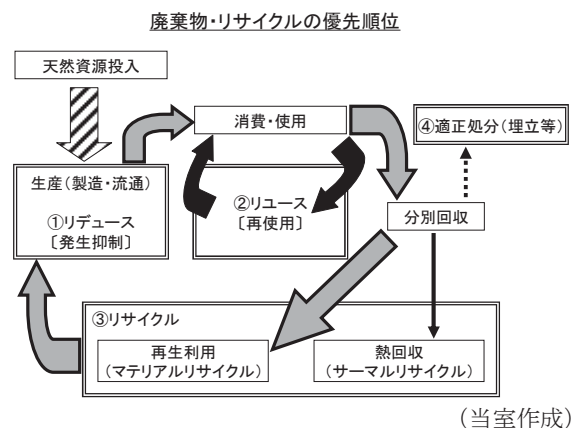 廃棄物・リサイクルの優先順位
天然資源投入
消費・使用
④適正処分(埋立等)
生産(製造・流通)
①リデュース
〔発生抑制〕
②リユース
〔再使用〕
分別回収
③リサイクル
再生利用
(マテリアルリサイクル)
熱回収
(サーマルリサイクル)
(当室作成)